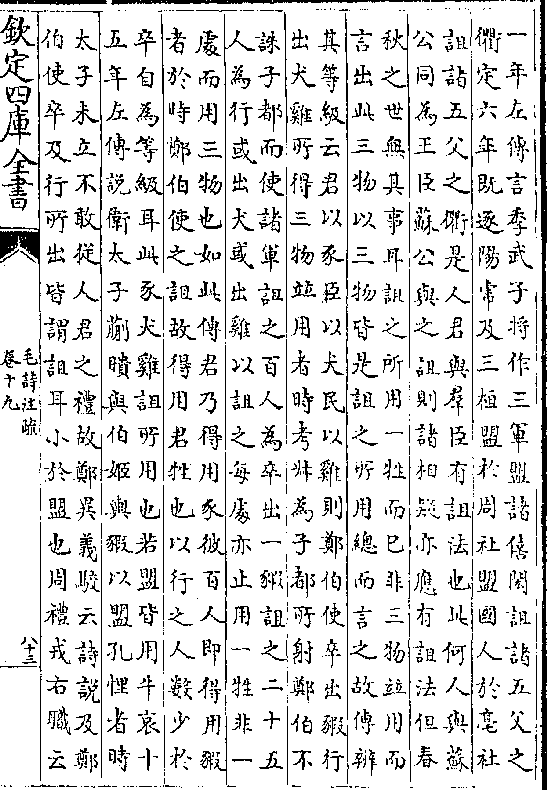 一年左傳言季武子將作三軍盟諸僖閎詛諸五父之
衢定六年既逐陽常及三桓盟於周社盟國人於亳社
詛諸五父之衢是人君與羣臣有詛法也此何人與蘇
公同為王臣蘇公與之詛則諸相疑亦應有詛法但春
秋之世無其事耳詛之所用一牲而已非三物竝用而
言出此三物以三物皆是詛之所用總而言之故傳辨
其等級云君以豕臣以犬民以雞則鄭伯使卒出豭行
出犬雞所得三物竝用者時考叔為子都所射鄭伯不
誅子都而使諸軍詛之百人為卒出一豭詛之二十五
人為行或出犬或出雞以詛之每處亦止用一牲非一
處而用三物也如此傳君乃得用豕彼百人即得用豭
者於時鄭伯使之詛故得用君牲也以行之人數少於
卒自為等級耳此豕犬雞詛所用也若盟皆用牛哀十
五年左傳說衛太子蒯聵與伯姬輿豭以盟孔悝者時
太子未立不敢從人君之禮故鄭異義駮云詩說及鄭
伯使卒及行所出皆謂詛耳小於盟也周禮戎右職云
欽定四庫全書
毛詩注疏
卷十九
八十三